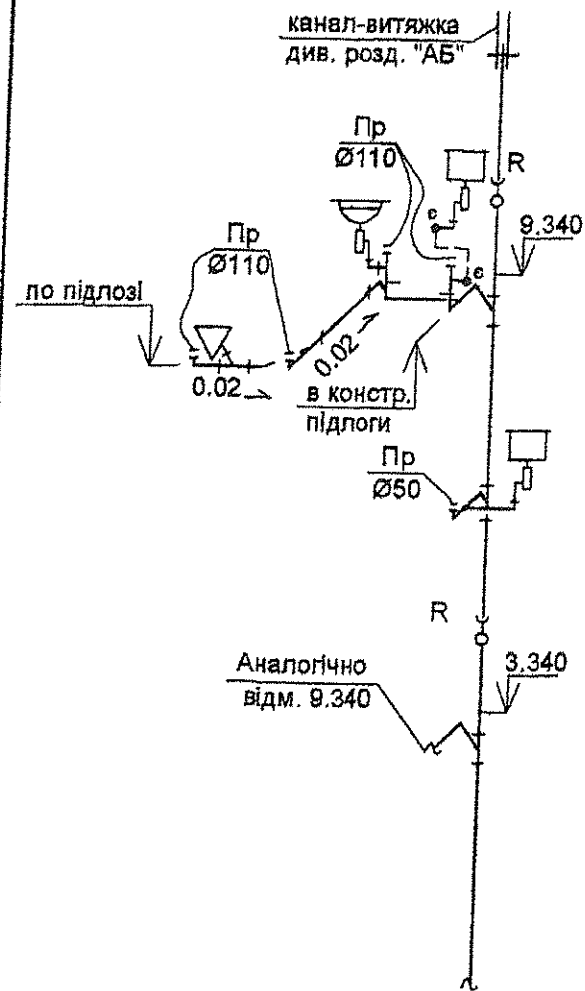 канал-витяжка
див. розд. "АБ"
Пр
Ø110
R
с
9.340
Пр
Ø110
по підлозі
с
0.02
0.02
в констр.
підлоги
Пр
Ø50
R
Аналогічно
відм. 9.340
3.340